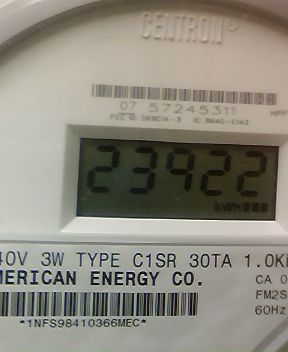 CENTRON®
07 57245311
23922
kWh
40V 3W TYPE C1SR 30TA 1.0K
MERICAN ENERGY CO.
CA 0
FM2S
60Hz
*1NFS98410366MEC*